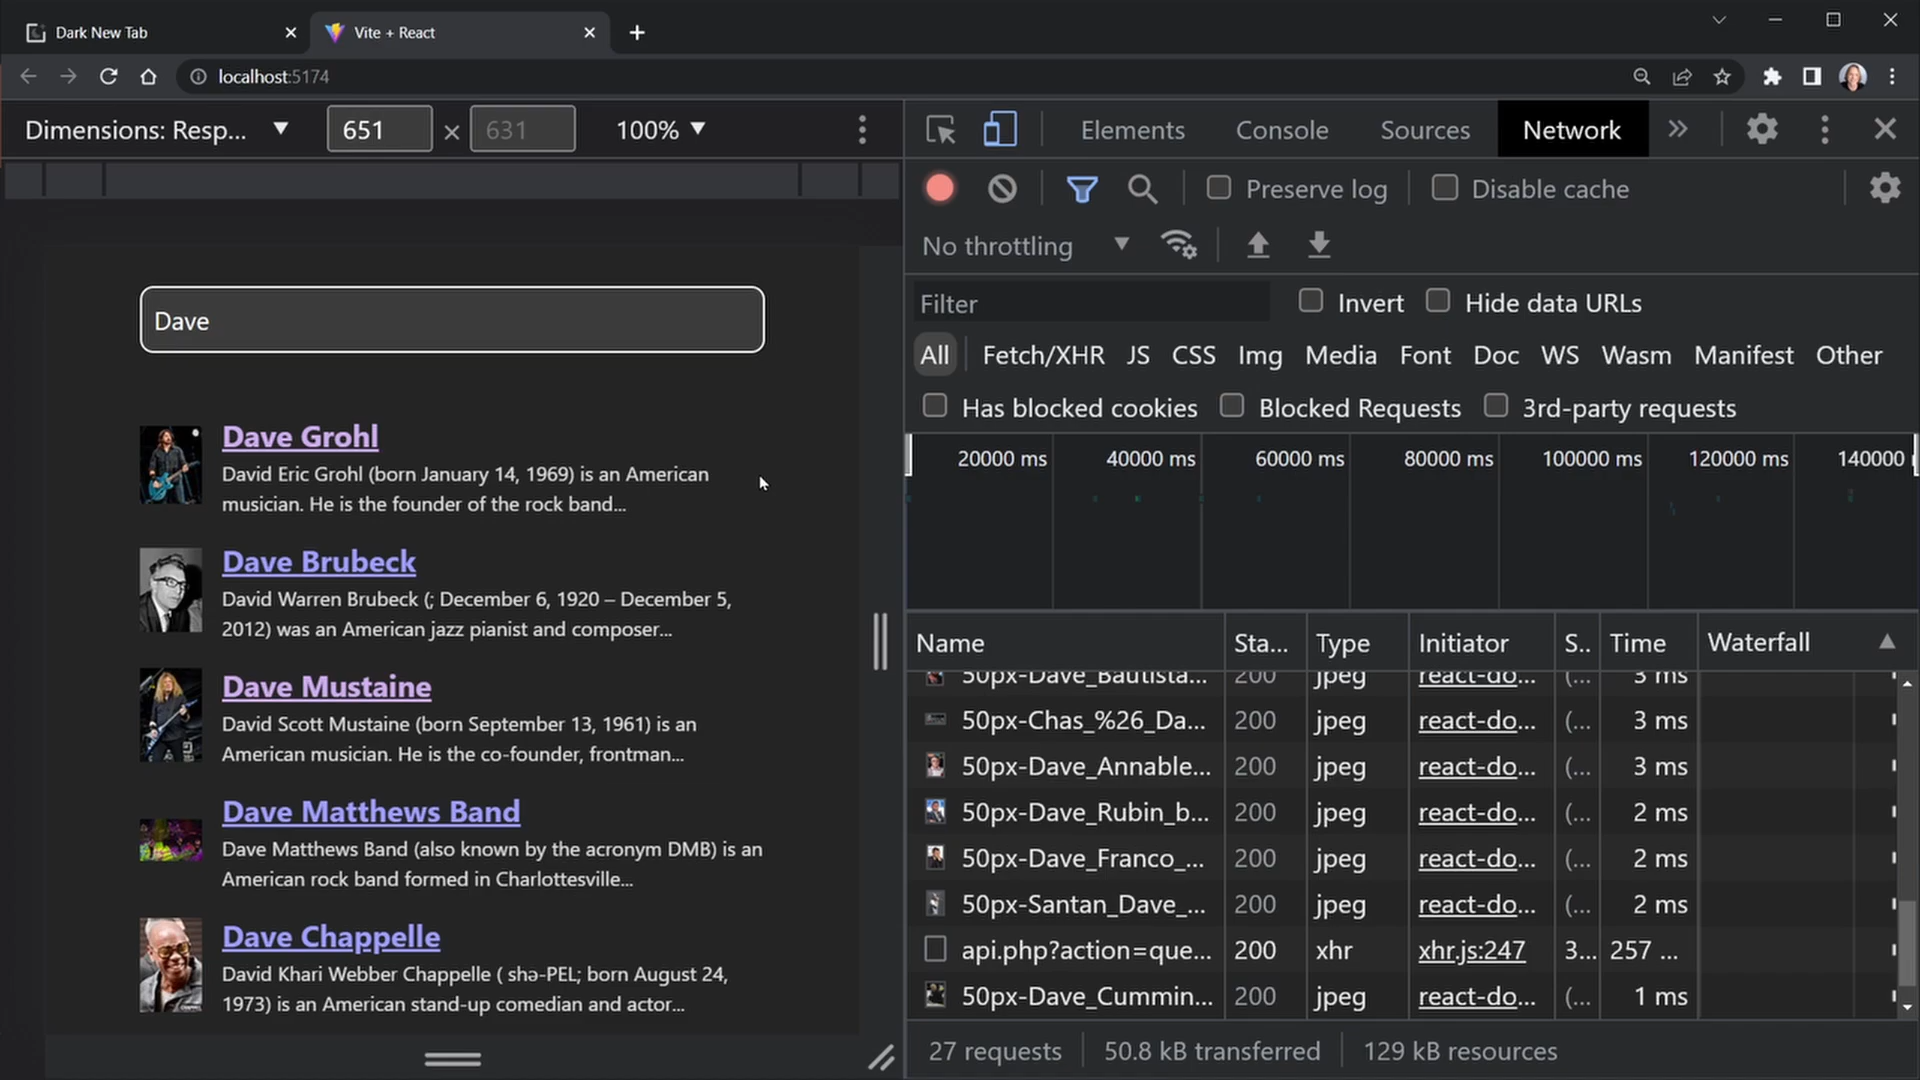 Dark New Tab
Vite + React
localhost:5174
Dimensions: Resp...
651
×
631
100%
Elements
Console
Sources
Network
Preserve log
Disable cache
No throttling
Filter
Invert
Hide data URLs
All
Fetch/XHR
JS
CSS
Img
Media
Font
Doc
WS
Wasm
Manifest
Other
Has blocked cookies
Blocked Requests
3rd-party requests
20000 ms
40000 ms
60000 ms
80000 ms
100000 ms
120000 ms
140000
Dave
Dave Grohl
David Eric Grohl (born January 14, 1969) is an American
musician. He is the founder of the rock band...
Dave Brubeck
David Warren Brubeck (; December 6, 1920 – December 5,
2012) was an American jazz pianist and composer...
Dave Mustaine
David Scott Mustaine (born September 13, 1961) is an
American musician. He is the co-founder, frontman...
Dave Matthews Band
Dave Matthews Band (also known by the acronym DMB) is an
American rock band formed in Charlottesville...
Dave Chappelle
David Khari Webber Chappelle ( shə-PEL; born August 24,
1973) is an American stand-up comedian and actor...
Name Sta... Type Initiator S.. Time Waterfall
50px-Dave_Bautista... 200 jpeg react-do... (... 3 ms
50px-Chas_%26_Da... 200 jpeg react-do... (... 3 ms
50px-Dave_Annable... 200 jpeg react-do... (... 3 ms
50px-Dave_Rubin_b... 200 jpeg react-do... (... 2 ms
50px-Dave_Franco_... 200 jpeg react-do... (... 2 ms
50px-Santan_Dave_... 200 jpeg react-do... (... 2 ms
api.php?action=que... 200 xhr xhr.js:247 3... 257 ...
50px-Dave_Cummin... 200 jpeg react-do... (... 1 ms
27 requests
50.8 kB transferred
129 kB resources